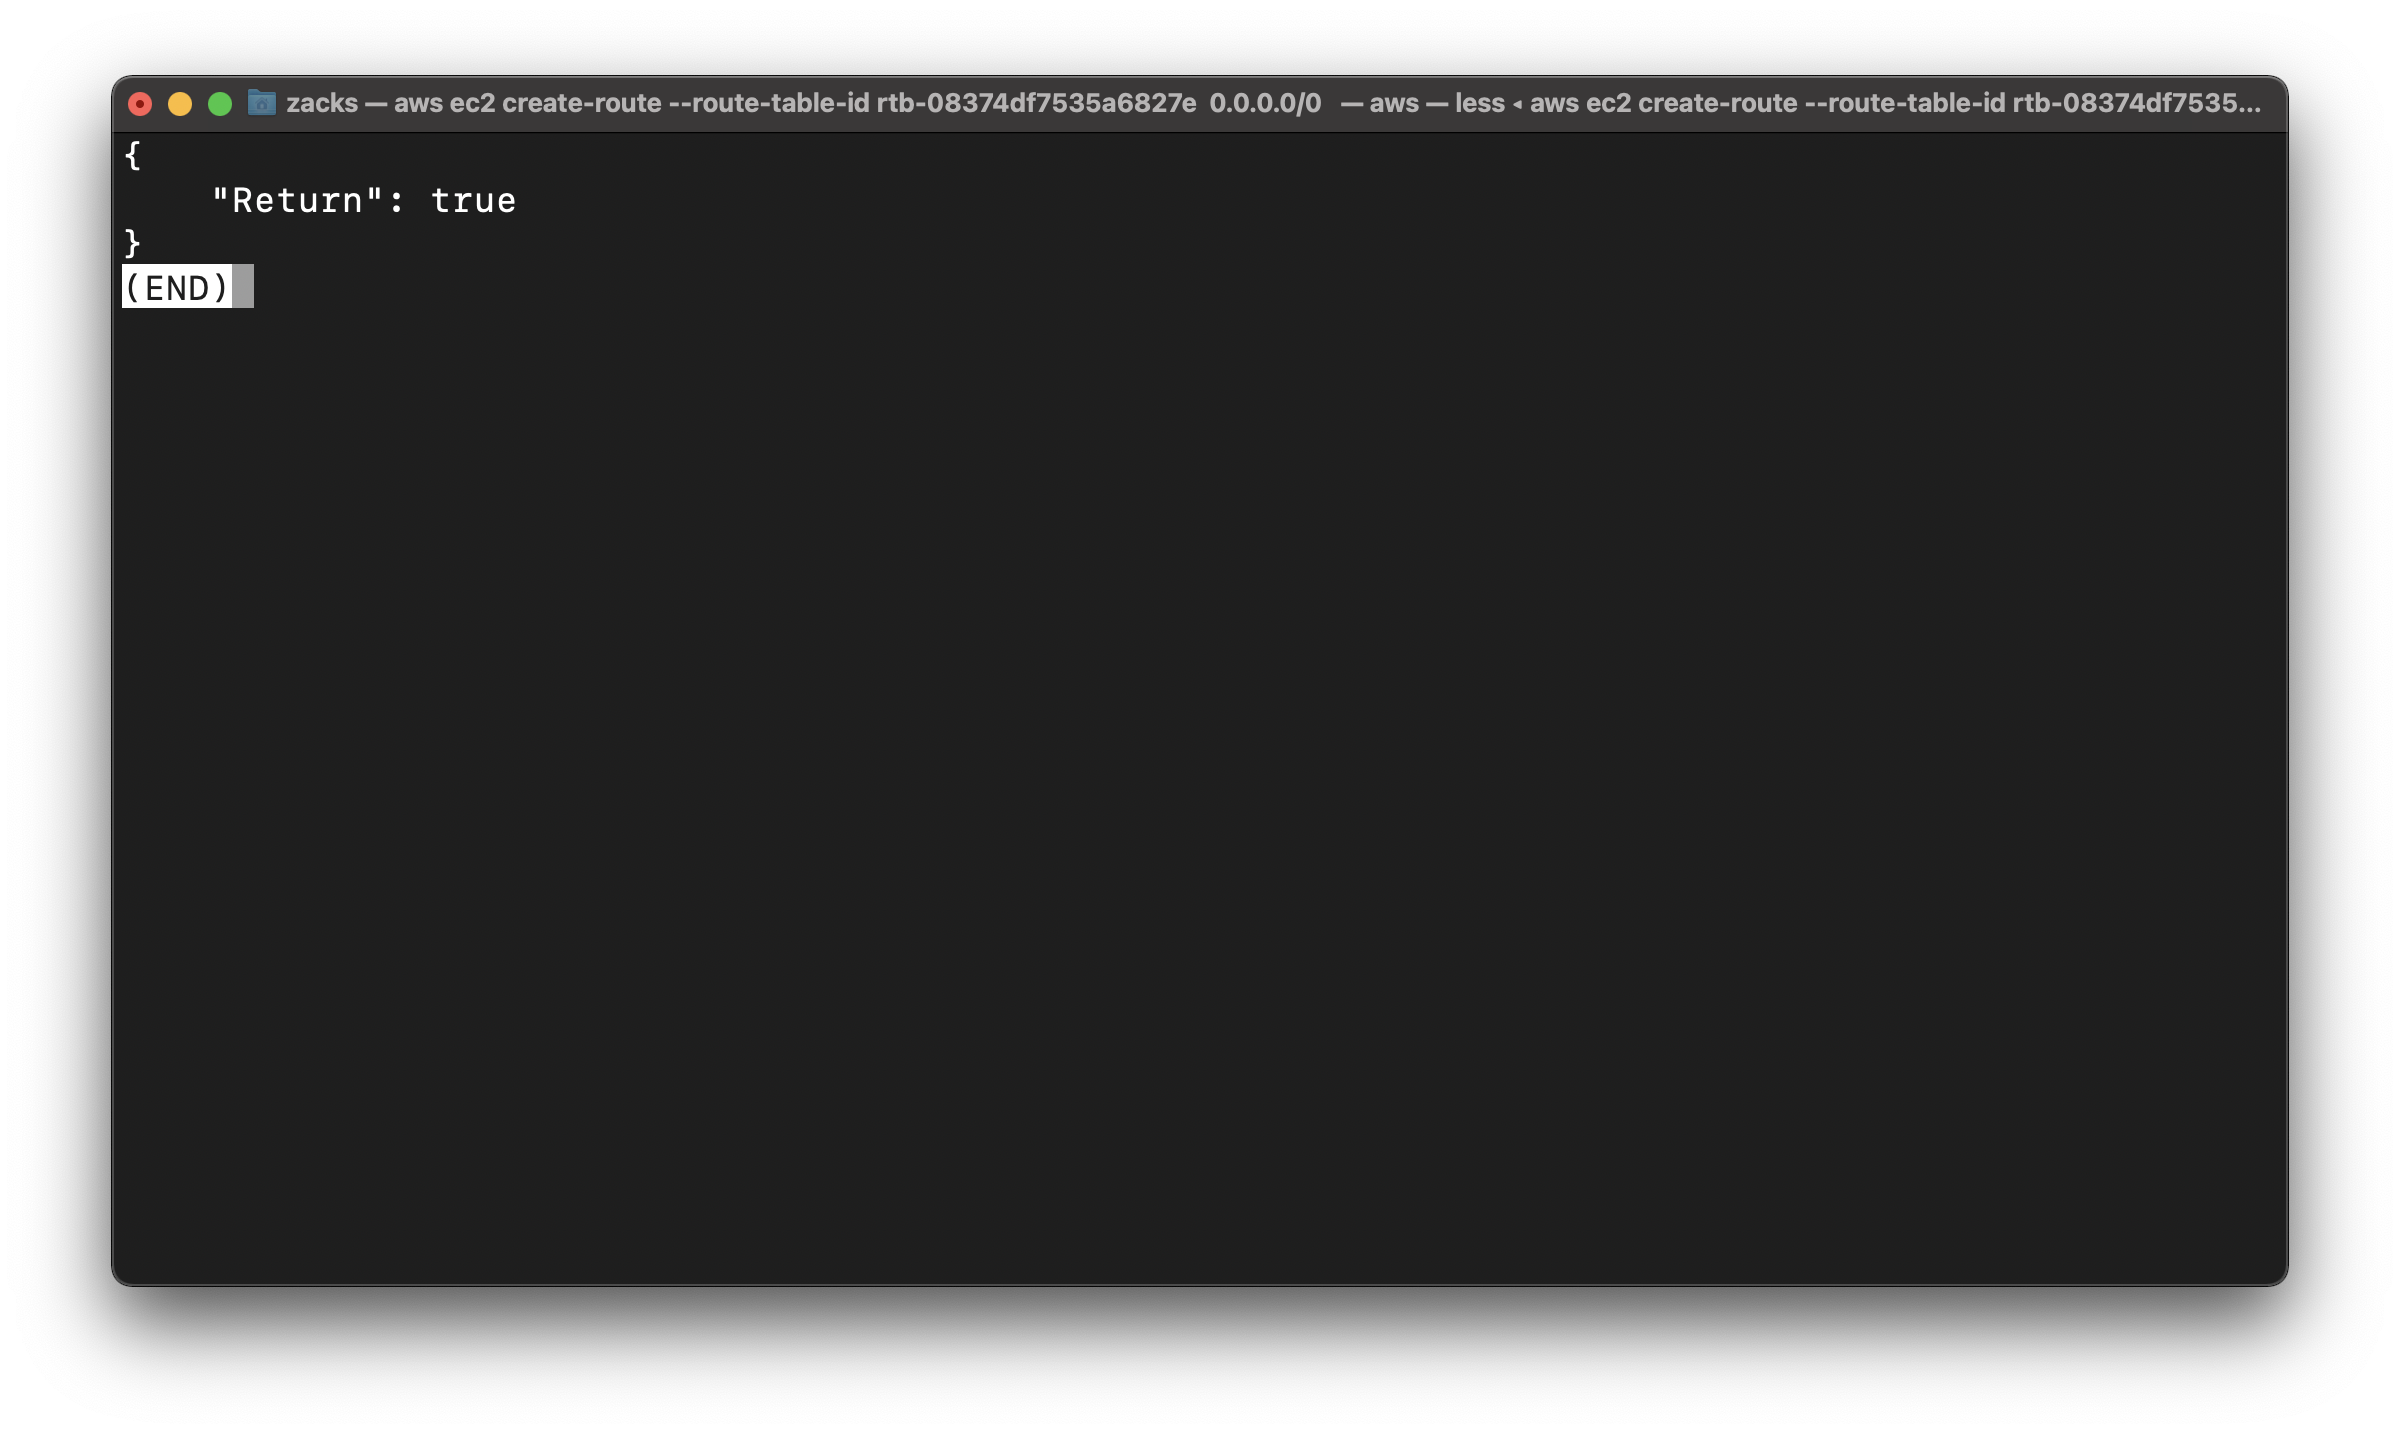 zacks — aws ec2 create-route --route-table-id rtb-08374df7535a6827e  0.0.0.0/0  — aws — less ◂ aws ec2 create-route --route-table-id rtb-08374df7535...
{
    "Return": true
}
(END)